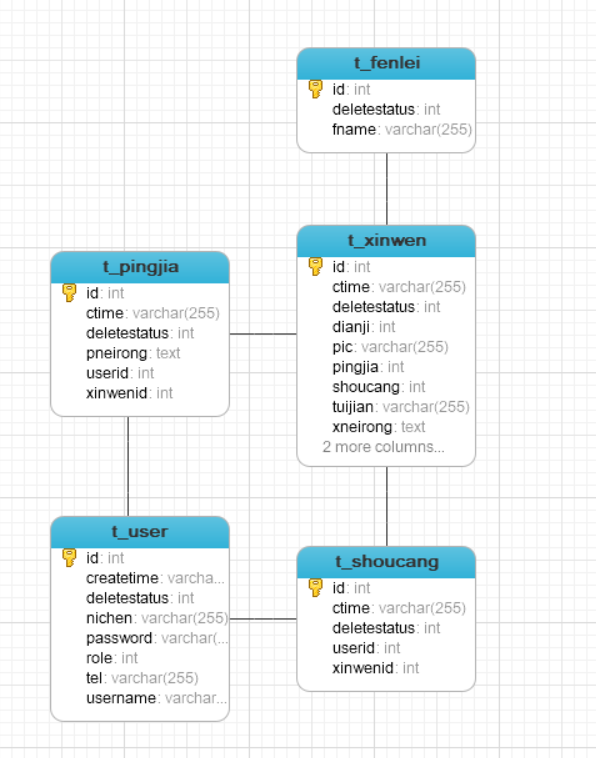 t_fenlei
id: int
deletestatus: int
fname: varchar(255)
t_xinwen
id: int
ctime: varchar(255)
deletestatus: int
dianji: int
pic: varchar(255)
pingjia: int
shoucang: int
tuijian: varchar(255)
xneirong: text
2 more columns...
t_pingjia
id: int
ctime: varchar(255)
deletestatus: int
pneirong: text
userid: int
xinwenid: int
t_user
id: int
createtime: varcha...
deletestatus: int
nichen: varchar(255)
password: varchar(...
role: int
tel: varchar(255)
username: varchar...
t_shoucang
id: int
ctime: varchar(255)
deletestatus: int
userid: int
xinwenid: int